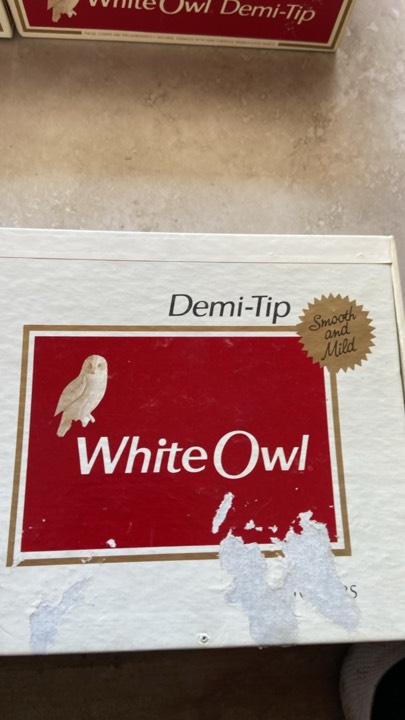 White Owl Demi-Tip
Demi-Tip
Smooth
and
Mild
White Owl